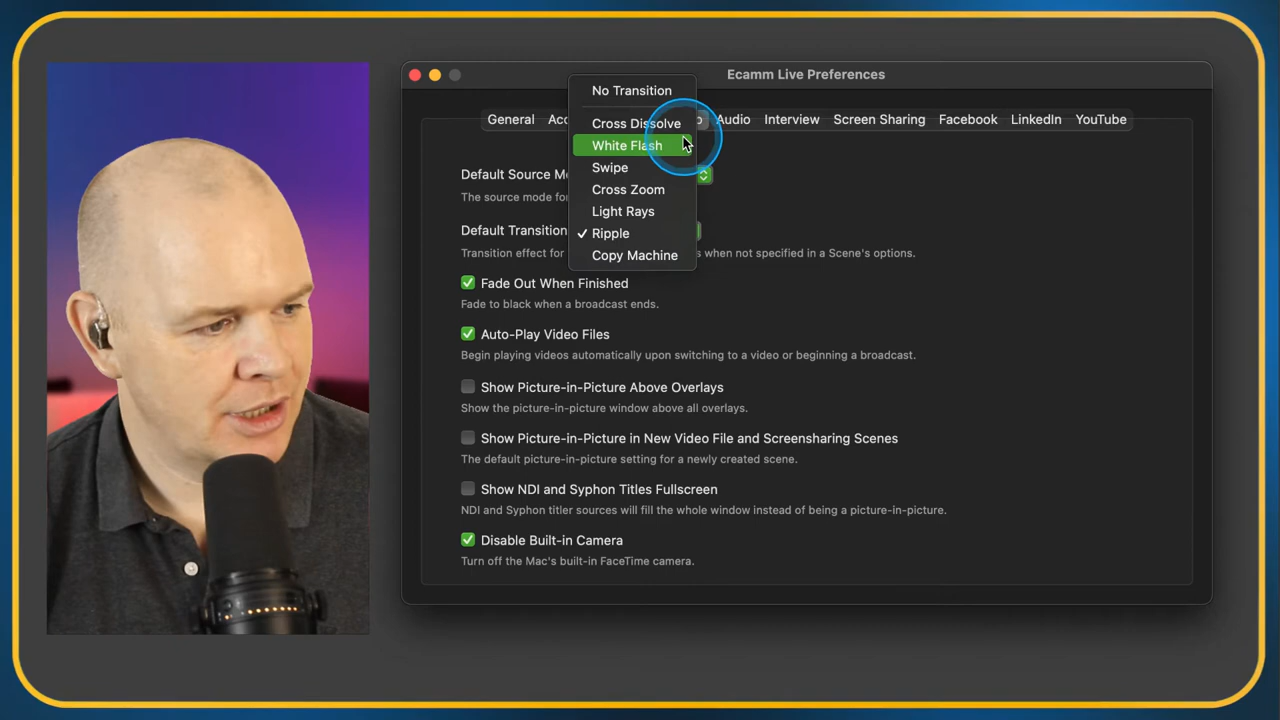 Ecamm Live Preferences
No Transition
General Acc o Audio Interview Screen Sharing Facebook LinkedIn YouTube
Cross Dissolve
White Flash
Default Source Mo
Swipe
The source mode for
Cross Zoom
Light Rays
Default Transition
Ripple
Transition effect for s when not specified in a Scene's options.
Copy Machine
Fade Out When Finished
Fade to black when a broadcast ends.
Auto-Play Video Files
Begin playing videos automatically upon switching to a video or beginning a broadcast.
Show Picture-in-Picture Above Overlays
Show the picture-in-picture window above all overlays.
Show Picture-in-Picture in New Video File and Screensharing Scenes
The default picture-in-picture setting for a newly created scene.
Show NDI and Syphon Titles Fullscreen
NDI and Syphon titler sources will fill the whole window instead of being a picture-in-picture.
Disable Built-in Camera
Turn off the Mac's built-in FaceTime camera.